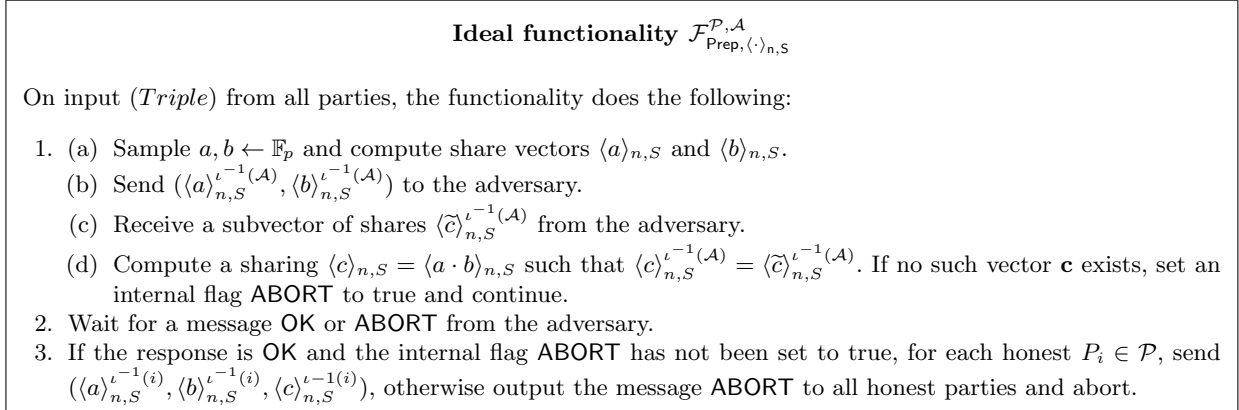 Ideal functionality $\mathcal{F}^{\mathcal{P},\mathcal{A}}_{\mathsf{Prep},\langle\cdot\rangle_{\mathsf{n},\mathsf{S}}}$
On input (Triple) from all parties, the functionality does the following:
1. (a) Sample $a, b \leftarrow \mathbb{F}_p$ and compute share vectors $\langle a\rangle_{n,S}$ and $\langle b\rangle_{n,S}$.
(b) Send $(\langle a\rangle_{n,S}^{\iota^{-1}(\mathcal{A})}, \langle b\rangle_{n,S}^{\iota^{-1}(\mathcal{A})})$ to the adversary.
(c) Receive a subvector of shares $\langle \widetilde{c}\rangle_{n,S}^{\iota^{-1}(\mathcal{A})}$ from the adversary.
(d) Compute a sharing $\langle c\rangle_{n,S} = \langle a \cdot b\rangle_{n,S}$ such that $\langle c\rangle_{n,S}^{\iota^{-1}(\mathcal{A})} = \langle \widetilde{c}\rangle_{n,S}^{\iota^{-1}(\mathcal{A})}$. If no such vector $\mathbf{c}$ exists, set an
internal flag ABORT to true and continue.
2. Wait for a message OK or ABORT from the adversary.
3. If the response is OK and the internal flag ABORT has not been set to true, for each honest $P_i \in \mathcal{P}$, send
$(\langle a\rangle_{n,S}^{\iota^{-1}(i)}, \langle b\rangle_{n,S}^{\iota^{-1}(i)}, \langle c\rangle_{n,S}^{\iota-1(i)})$, otherwise output the message ABORT to all honest parties and abort.